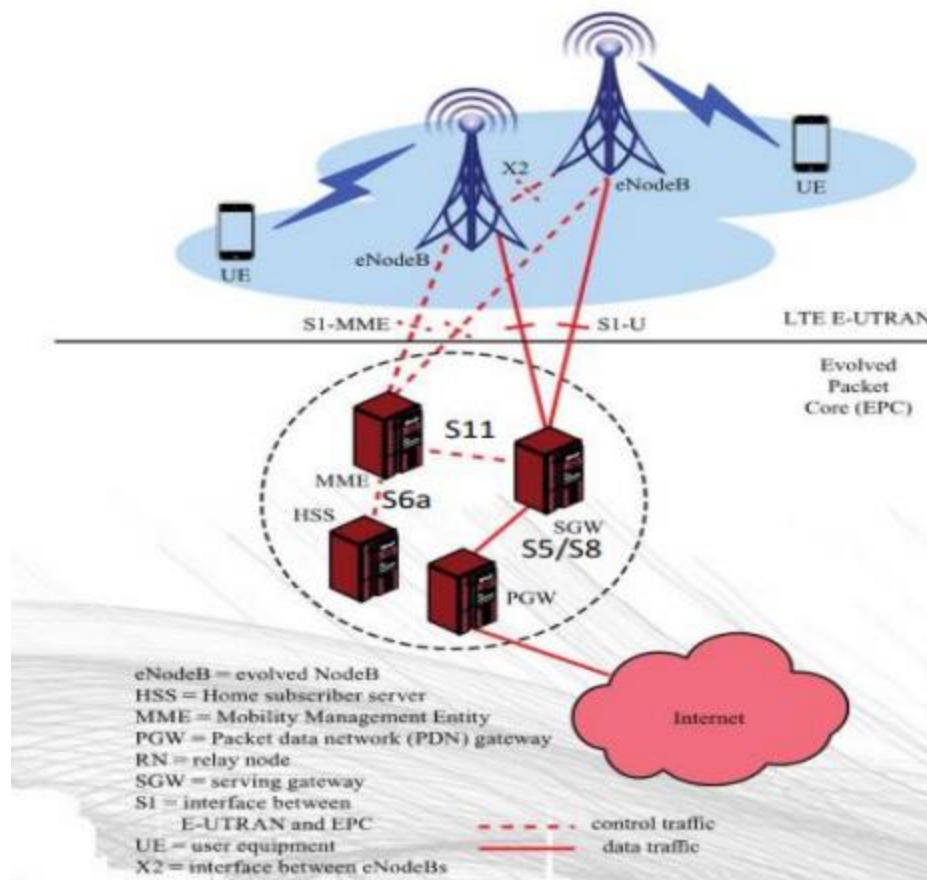 X2
eNodeB
UE
eNodeB
UE
S1-MME
S1-U
LTE E-UTRAN
Evolved
Packet
Core (EPC)
S11
MME
S6a
HSS
SGW
S5/S8
PGW
Internet
eNodeB = evolved NodeB
HSS = Home subscriber server
MME = Mobility Management Entity
PGW = Packet data network (PDN) gateway
RN = relay node
SGW = serving gateway
S1 = interface between
E-UTRAN and EPC
UE = user equipment
X2 = interface between eNodeBs
control traffic
data traffic